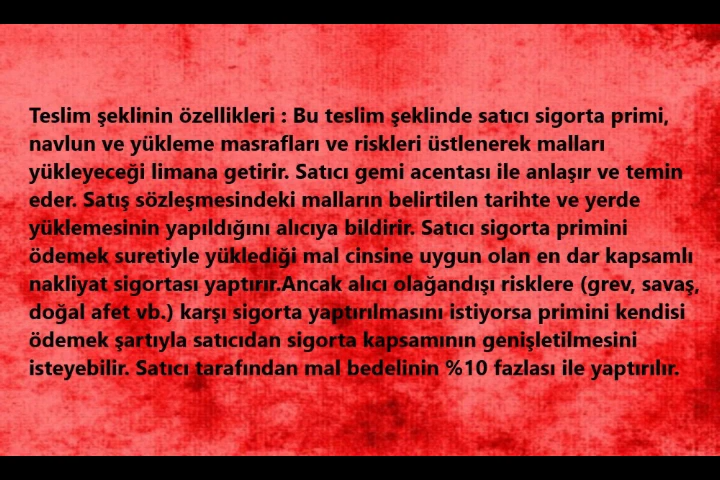 Teslim şeklinin özellikleri : Bu teslim şeklinde satıcı sigorta primi,
navlun ve yükleme masrafları ve riskleri üstlenerek malları
yükleyeceği limana getirir. Satıcı gemi acentası ile anlaşır ve temin
eder. Satış sözleşmesindeki malların belirtilen tarihte ve yerde
yüklemesinin yapıldığını alıcıya bildirir. Satıcı sigorta primini
ödemek suretiyle yüklediği mal cinsine uygun olan en dar kapsamlı
nakliyat sigortası yaptırır.Ancak alıcı olağandışı risklere (grev, savaş,
doğal afet vb.) karşı sigorta yaptırılmasını istiyorsa primini kendisi
ödemek şartıyla satıcıdan sigorta kapsamının genişletilmesini
isteyebilir. Satıcı tarafından mal bedelinin %10 fazlası ile yaptırılır.